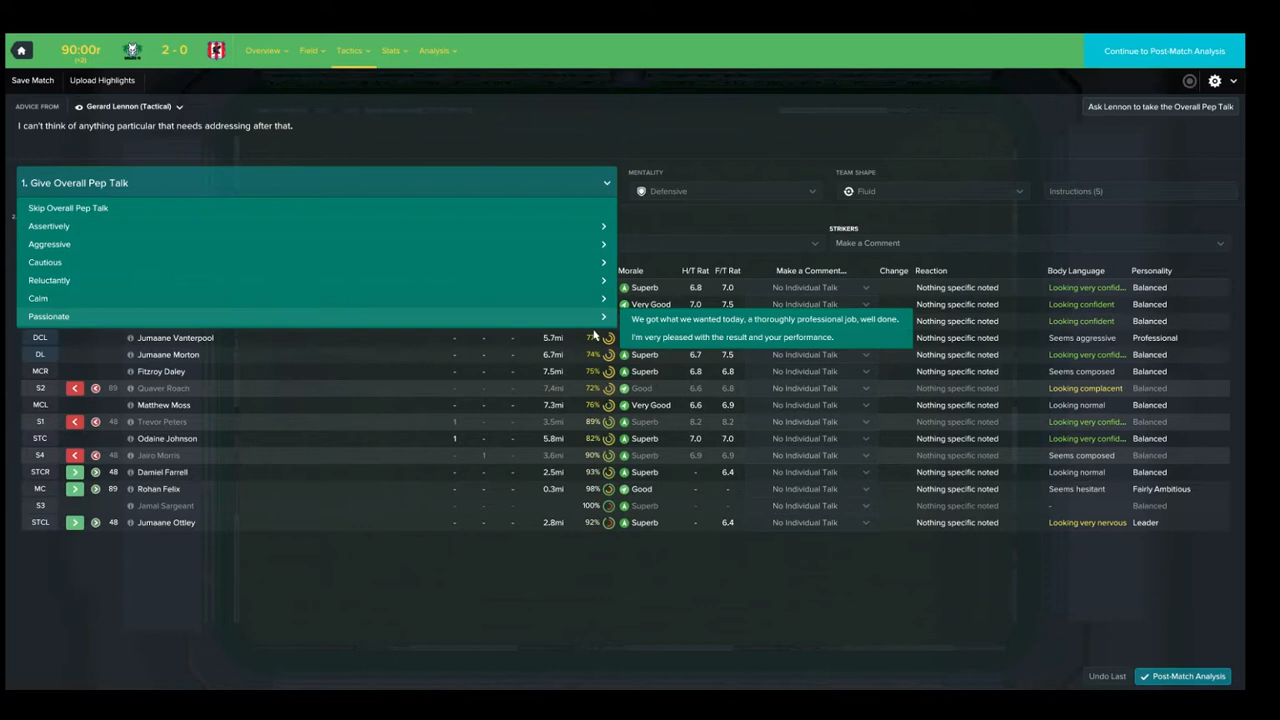 90:00r
(+2)
2 - 0
Overview
Field
Tactics
Stats
Analysis
Continue to Post-Match Analysis
Save Match
Upload Highlights
ADVICE FROM
Gerard Lennon (Tactical)
Ask Lennon to take the Overall Pep Talk
I can't think of anything particular that needs addressing after that.
1. Give Overall Pep Talk
MENTALITY
Defensive
TEAM SHAPE
Fluid
Instructions (5)
Skip Overall Pep Talk
Assertively
Aggressive
Cautious
Reluctantly
Calm
Passionate
We got what we wanted today, a thoroughly professional job, well done.
I'm very pleased with the result and your performance.
STRIKERS
Make a Comment
Morale H/T Rat F/T Rat Make a Comment... Change Reaction Body Language Personality
Superb 6.8 7.0 No Individual Talk Nothing specific noted Looking very confid... Balanced
Very Good 7.0 7.5 No Individual Talk Nothing specific noted Looking confident Balanced
Nothing specific noted Looking confident Balanced
DCL Jumaane Vanterpool 5.7mi Nothing specific noted Seems aggressive Professional
DL Jumaane Morton - - - 6.7mi 74% Superb 6.7 7.5 No Individual Talk Nothing specific noted Looking very confid... Balanced
MCR Fitzroy Daley - - - 7.5mi 75% Superb 6.8 6.8 No Individual Talk Nothing specific noted Seems composed Balanced
S2 89 Quaver Roach - - - 7.4mi 72% Good 6.6 6.8 No Individual Talk Nothing specific noted Looking complacent Balanced
MCL Matthew Moss - - - 7.3mi 76% Very Good 6.6 6.9 No Individual Talk Nothing specific noted Looking normal Balanced
S1 48 Trevor Peters 1 - - 3.5mi 89% Superb 8.2 8.2 No Individual Talk Nothing specific noted Looking very confid... Balanced
STC Odaine Johnson 1 - - 5.8mi 82% Superb 7.0 7.0 No Individual Talk Nothing specific noted Looking very confid... Balanced
S4 48 Jairo Morris - 1 - 3.6mi 90% Superb 6.9 6.9 No Individual Talk Nothing specific noted Seems composed Balanced
STCR 48 Damiel Farrell - - - 2.5mi 93% Superb - 6.4 No Individual Talk Nothing specific noted Looking normal Balanced
MC 89 Rohan Felix - - - 0.3mi 98% Good - - No Individual Talk Nothing specific noted Seems hesitant Fairly Ambitious
S3 Jamal Sargeant - - - 100% Superb - - No Individual Talk Nothing specific noted - Balanced
STCL 48 Jumaane Ottley - - - 2.8mi 92% Superb - 6.4 No Individual Talk Nothing specific noted Looking very nervous Leader
Undo Last
Post-Match Analysis